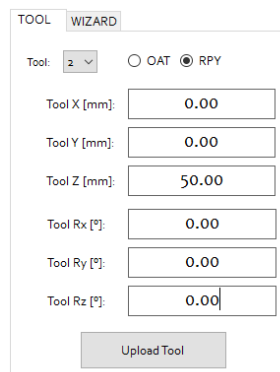 TOOL WIZARD
Tool: 2 OAT RPY
Tool X [mm]: 0.00
Tool Y [mm]: 0.00
Tool Z [mm]: 50.00
Tool Rx [º]: 0.00
Tool Ry [º]: 0.00
Tool Rz [º]: 0.00
Upload Tool